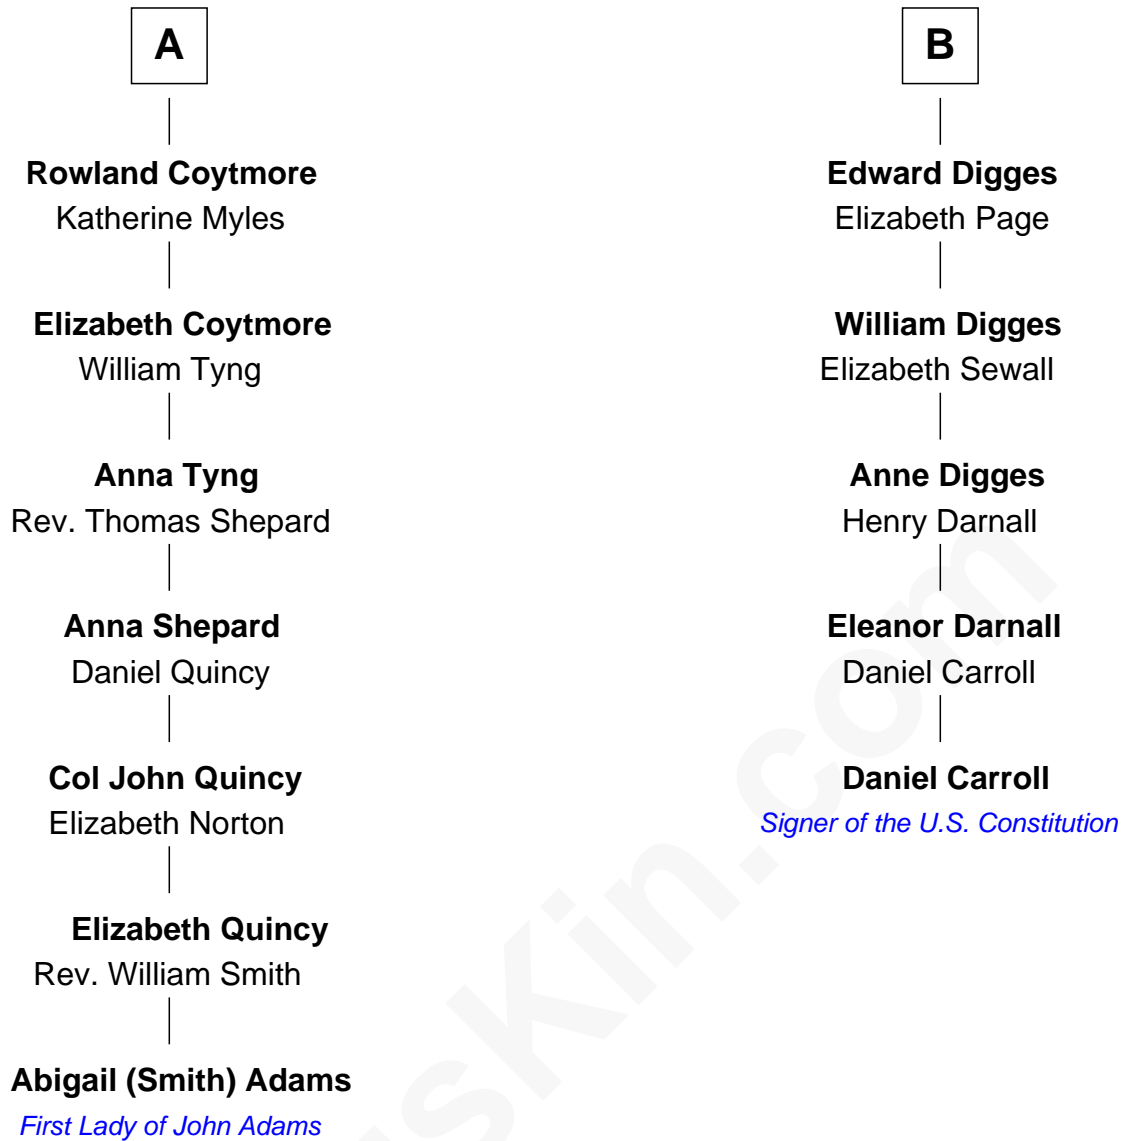 A
Rowland Coytmore
Katherine Myles
Elizabeth Coytmore
William Tyng
Anna Tyng
Rev. Thomas Shepard
Anna Shepard
Daniel Quincy
Col John Quincy
Elizabeth Norton
Elizabeth Quincy
Rev. William Smith
Abigail (Smith) Adams
First Lady of John Adams
B
Edward Digges
Elizabeth Page
William Digges
Elizabeth Sewall
Anne Digges
Henry Darnall
Eleanor Darnall
Daniel Carroll
Daniel Carroll
Signer of the U.S. Constitution
usKin.com